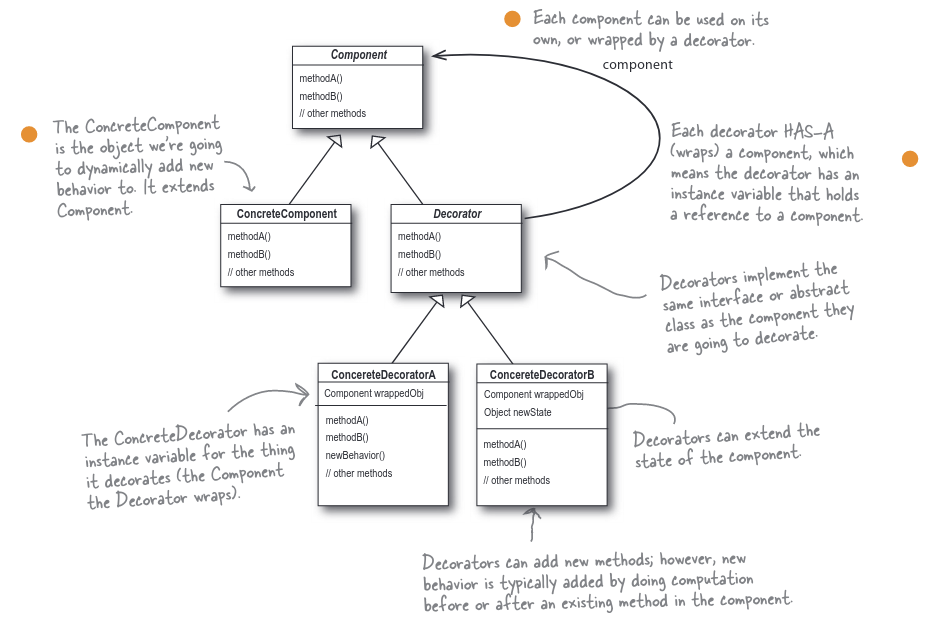 Each component can be used on its
own, or wrapped by a decorator.
component
Component
methodA()
methodB()
// other methods
The ConcreteComponent
is the object we're going
to dynamically add new
behavior to. It extends
Component.
Each decorator HAS-A
(wraps) a component, which
means the decorator has an
instance variable that holds
a reference to a component.
ConcreteComponent
methodA()
methodB()
// other methods
Decorator
methodA()
methodB()
// other methods
Decorators implement the
same interface or abstract
class as the component they
are going to decorate.
ConcereteDecoratorA
Component wrappedObj
methodA()
methodB()
newBehavior()
// other methods
ConcereteDecoratorB
Component wrappedObj
Object newState
methodA()
methodB()
// other methods
The ConcreteDecorator has an
instance variable for the thing
it decorates (the Component
the Decorator wraps).
Decorators can extend the
state of the component.
Decorators can add new methods; however, new
behavior is typically added by doing computation
before or after an existing method in the component.